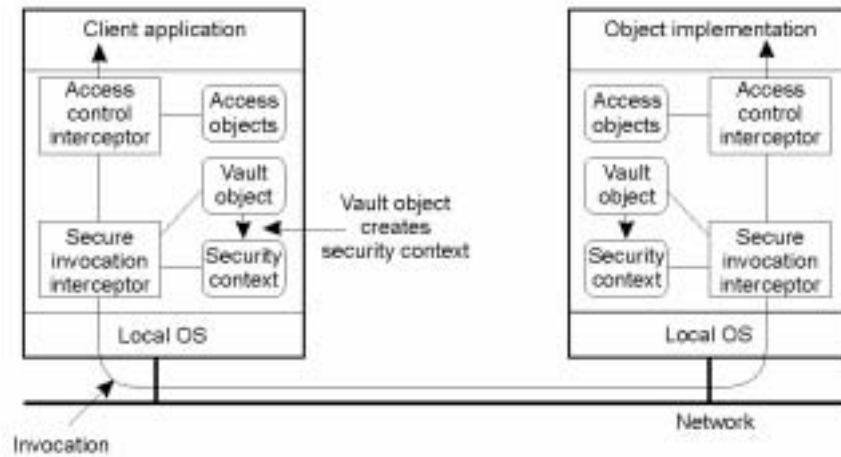 Client application
Object implementation
Access
control
interceptor
Access
objects
Access
objects
Access
control
interceptor
Vault
object
Vault object
creates
security context
Vault
object
Secure
invocation
interceptor
Security
context
Security
context
Secure
invocation
interceptor
Local OS
Local OS
Network
Invocation